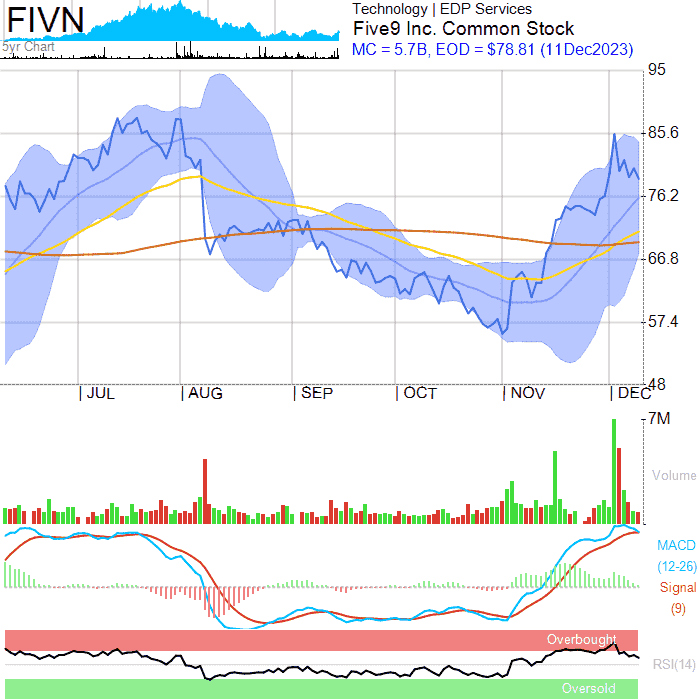 FIVN
5yr Chart
Technology | EDP Services
Five9 Inc. Common Stock
MC = 5.7B, EOD = $78.81 (11Dec2023)
95
85.6
76.2
66.8
57.4
48
JUL
AUG
SEP
OCT
NOV
DEC
7M
Volume
MACD
(12-26)
Signal
(9)
Overbought
RSI(14)
Oversold